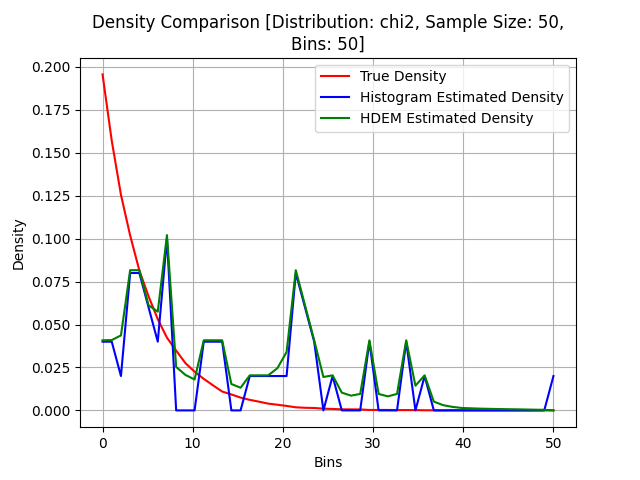 Density Comparison [Distribution: chi2, Sample Size: 50,
Bins: 50]
True Density
Histogram Estimated Density
HDEM Estimated Density
Density
0.200
0.175
0.150
0.125
0.100
0.075
0.050
0.025
0.000
0 10 20 30 40 50
Bins